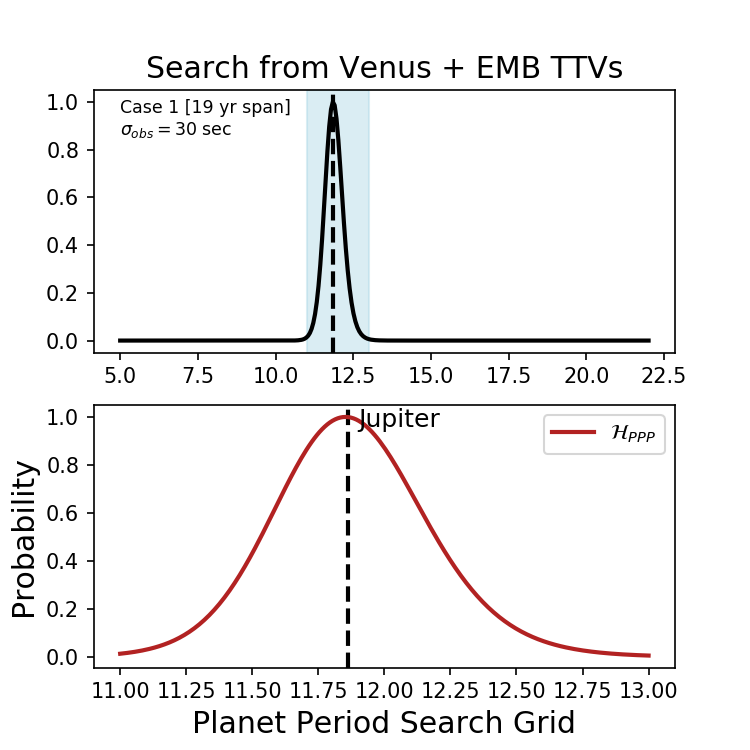 Search from Venus + EMB TTVs
Case 1 [19 yr span]
σ_obs = 30 sec
1.0
0.8
0.6
0.4
0.2
0.0
5.0 7.5 10.0 12.5 15.0 17.5 20.0 22.5
Jupiter
ℋ_PPP
1.0
0.8
0.6
0.4
0.2
0.0
Probability
11.00 11.25 11.50 11.75 12.00 12.25 12.50 12.75 13.00
Planet Period Search Grid